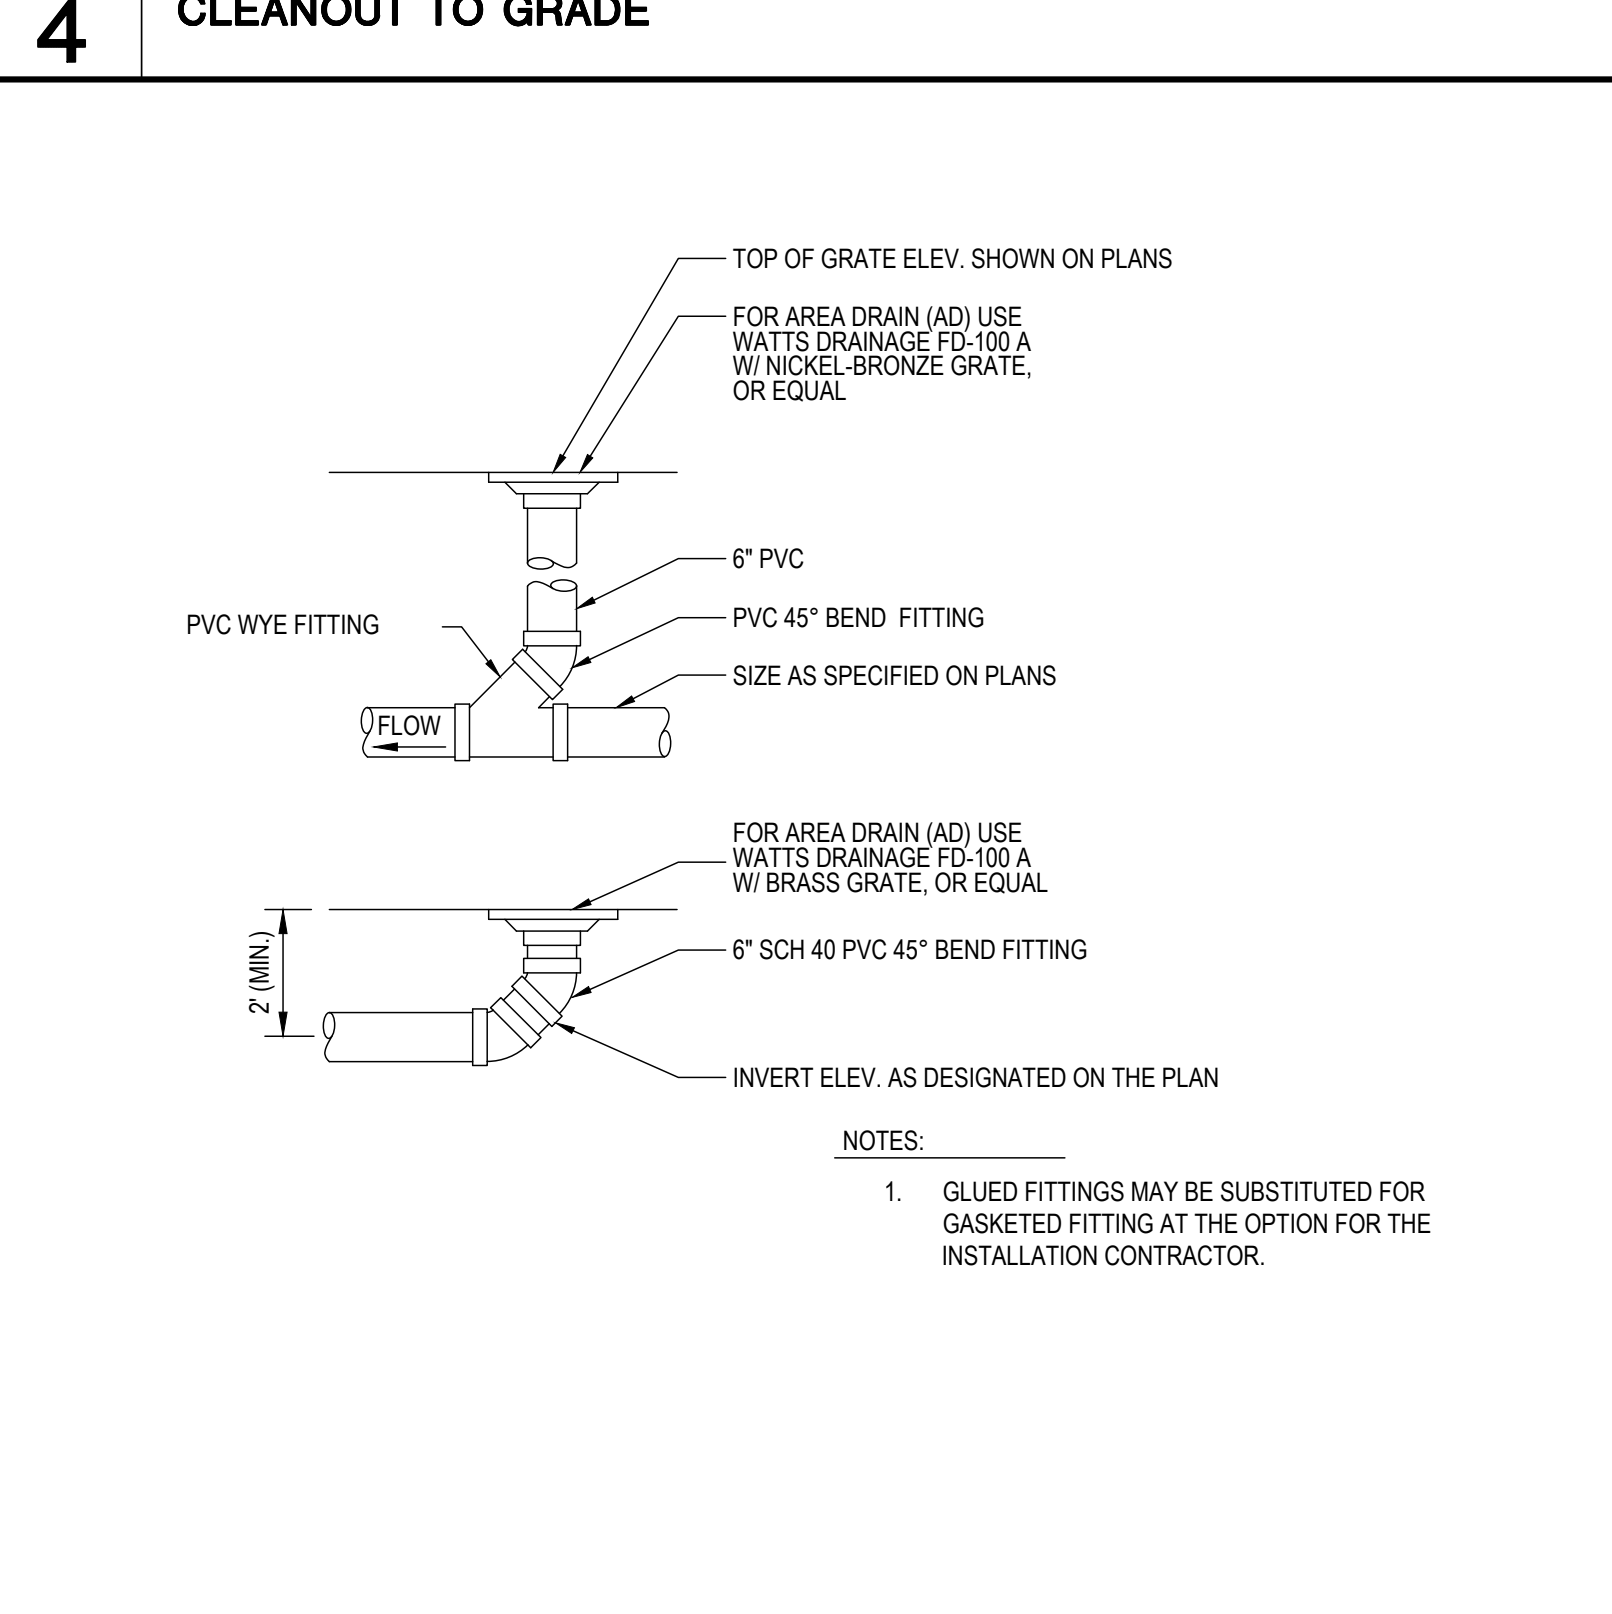 4
CLEANOUT TO GRADE
TOP OF GRATE ELEV. SHOWN ON PLANS
FOR AREA DRAIN (AD) USE
WATTS DRAINAGE FD-100 A
W/ NICKEL-BRONZE GRATE,
OR EQUAL
6" PVC
PVC WYE FITTING
PVC 45° BEND FITTING
SIZE AS SPECIFIED ON PLANS
FLOW
FOR AREA DRAIN (AD) USE
WATTS DRAINAGE FD-100 A
W/ BRASS GRATE, OR EQUAL
2' (MIN.)
6" SCH 40 PVC 45° BEND FITTING
INVERT ELEV. AS DESIGNATED ON THE PLAN
NOTES:
1. GLUED FITTINGS MAY BE SUBSTITUTED FOR
GASKETED FITTING AT THE OPTION FOR THE
INSTALLATION CONTRACTOR.